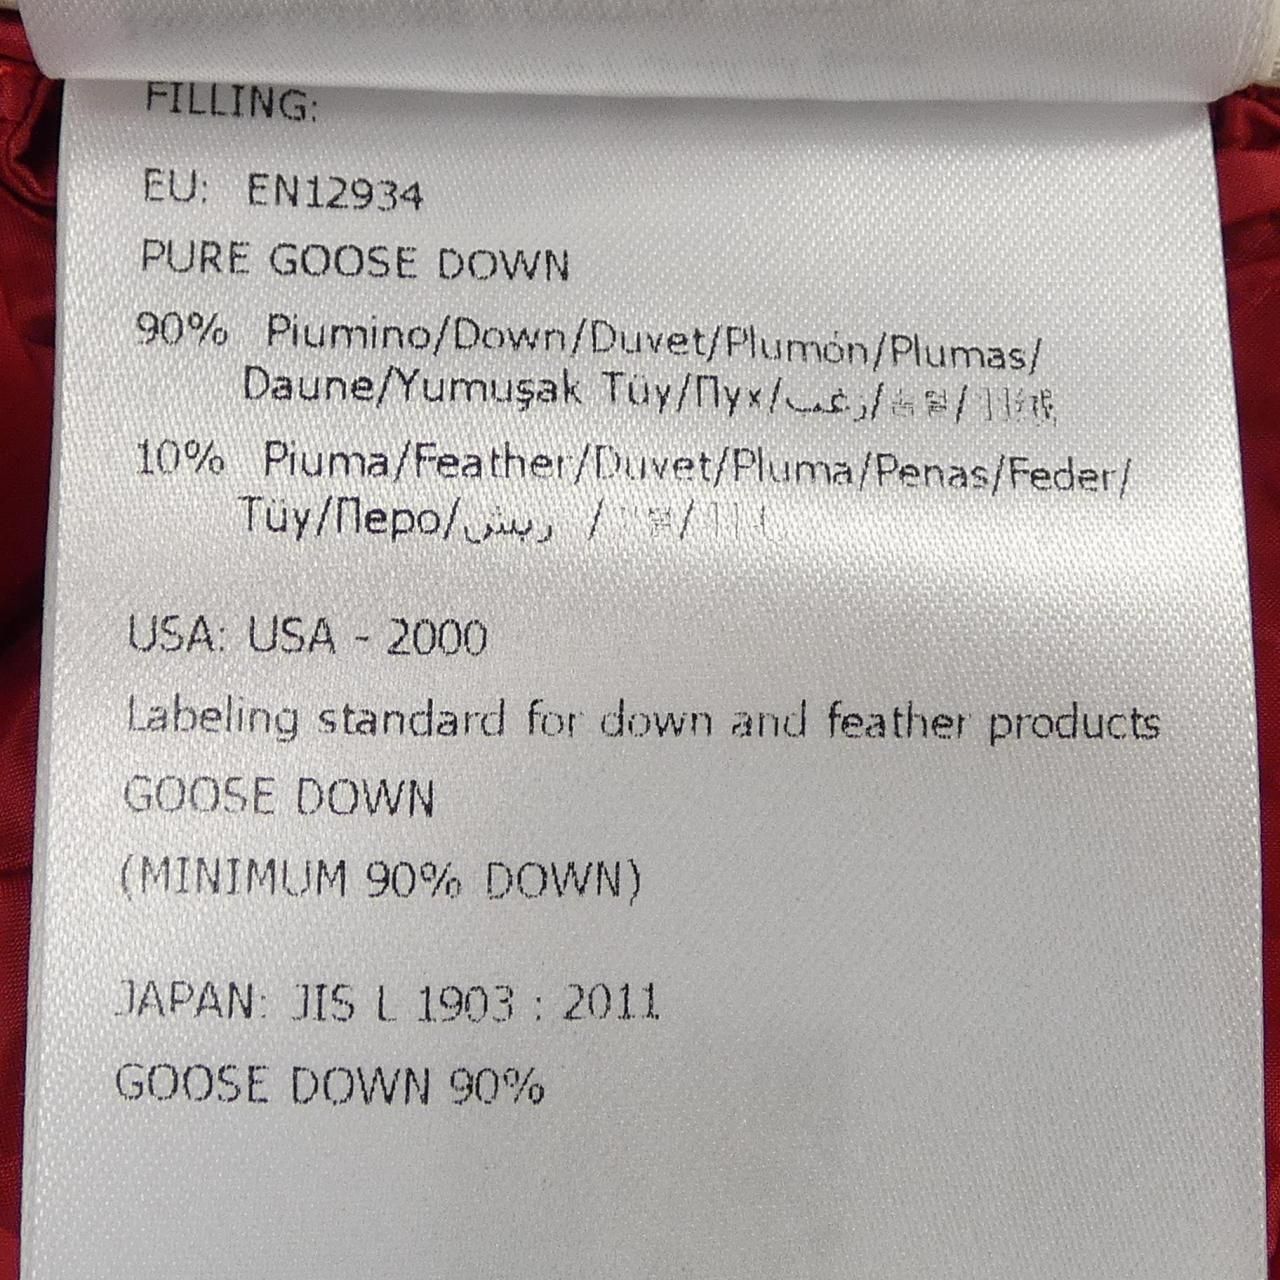 FILLING:
EU: EN12934
PURE GOOSE DOWN
90% Piumino/Down/Duvet/Plumón/Plumas/
Daune/Yumuşak Tüy/Пух/زغب/
10% Piuma/Feather/Duvet/Pluma/Penas/Feder/
Tüy/Перо/ريش /
USA: USA - 2000
Labeling standard for down and feather products
GOOSE DOWN
(MINIMUM 90% DOWN)
JAPAN: JIS L 1903 : 2011
GOOSE DOWN 90%